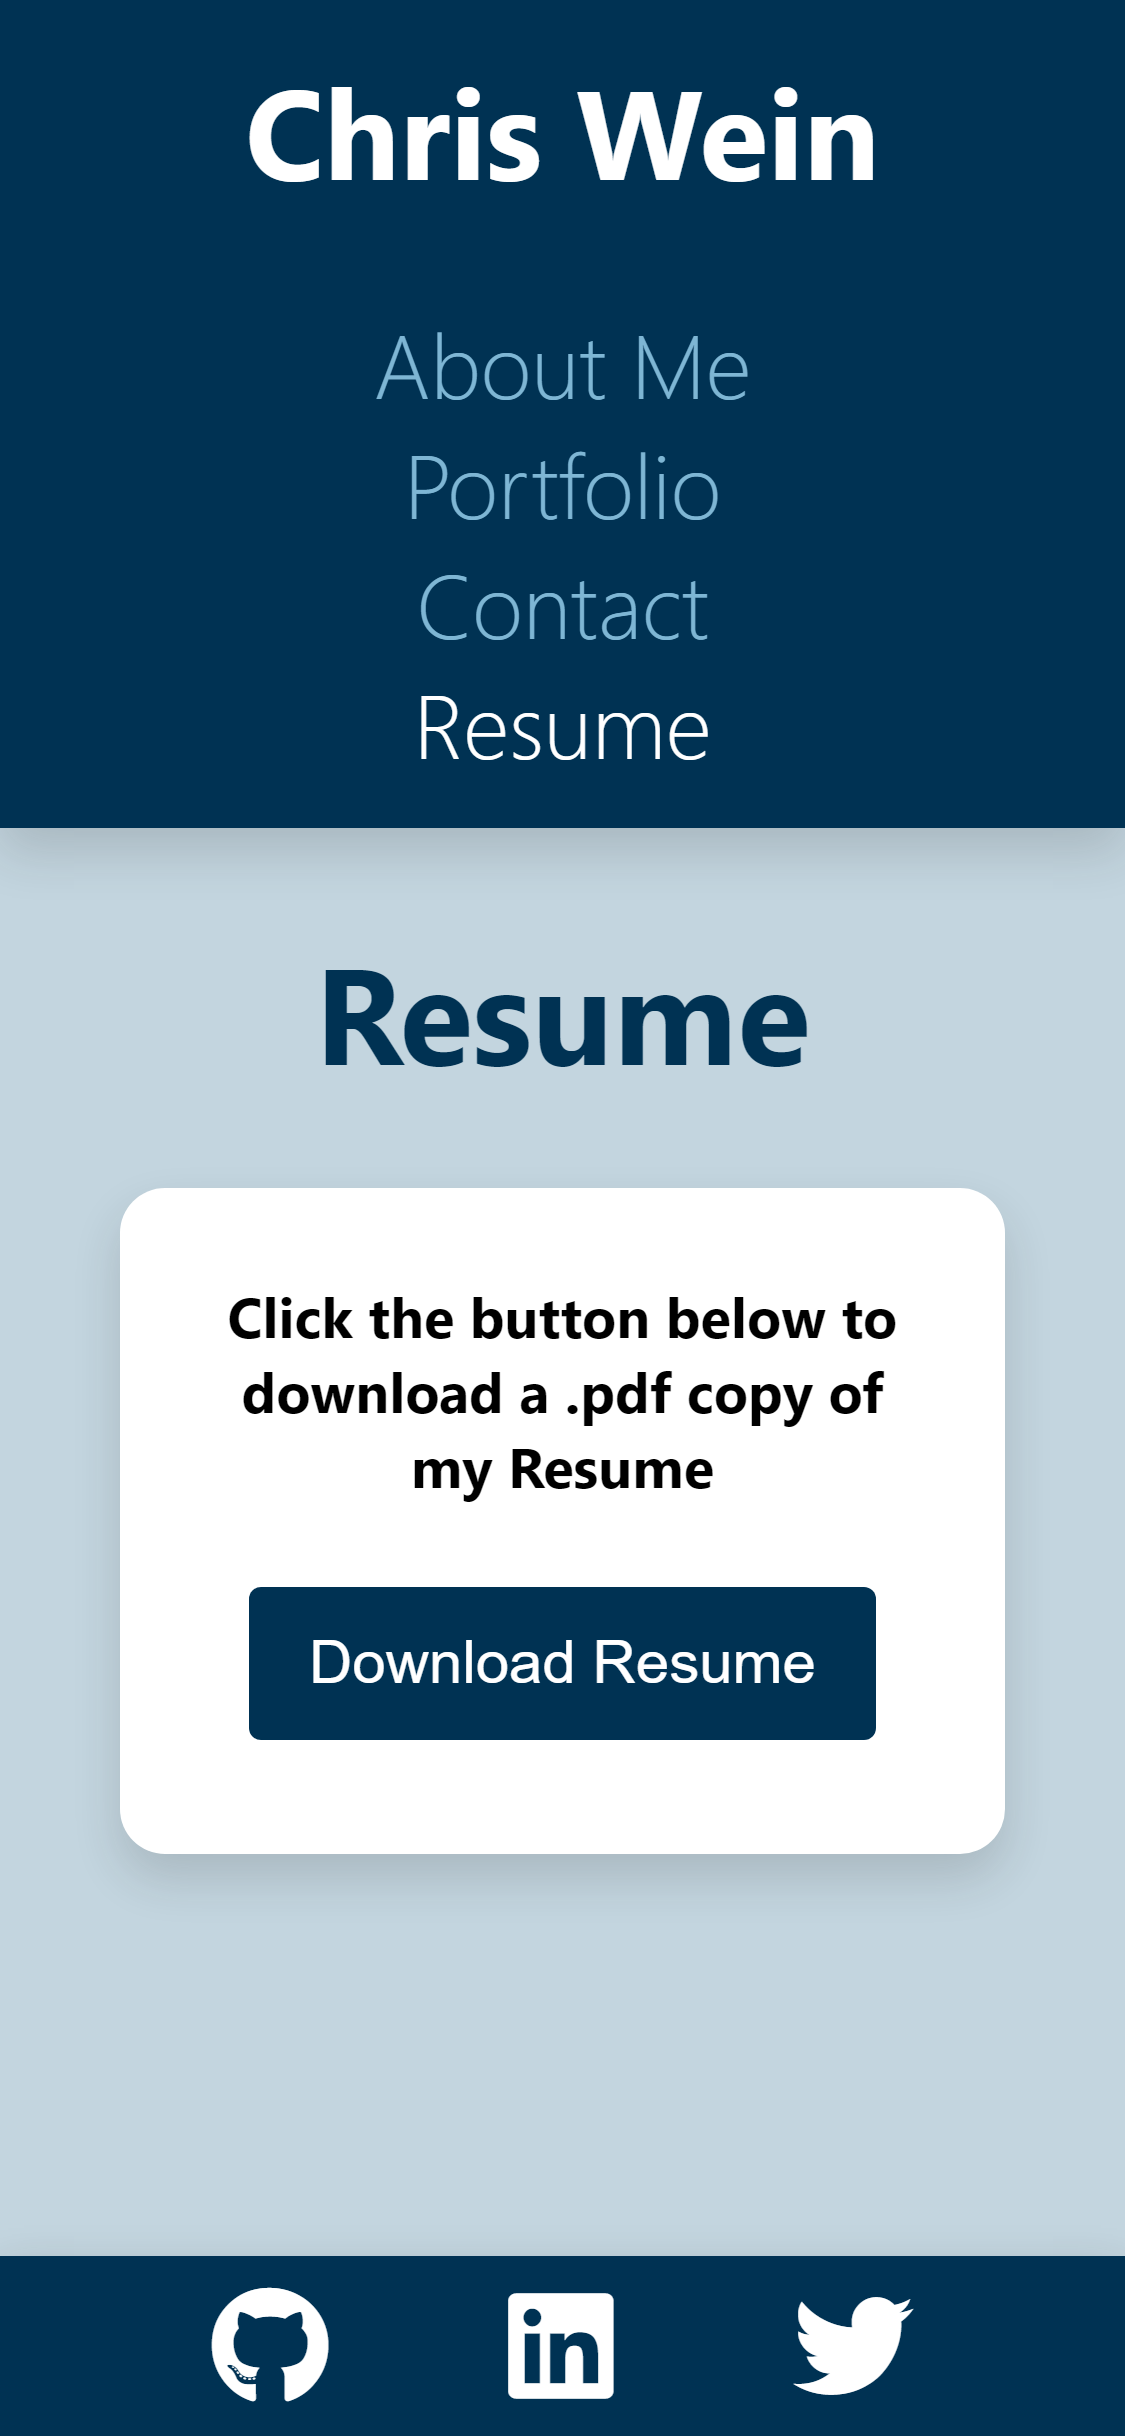 Chris Wein
About Me
Portfolio
Contact
Resume
Resume
Click the button below to
download a .pdf copy of
my Resume
Download Resume
in